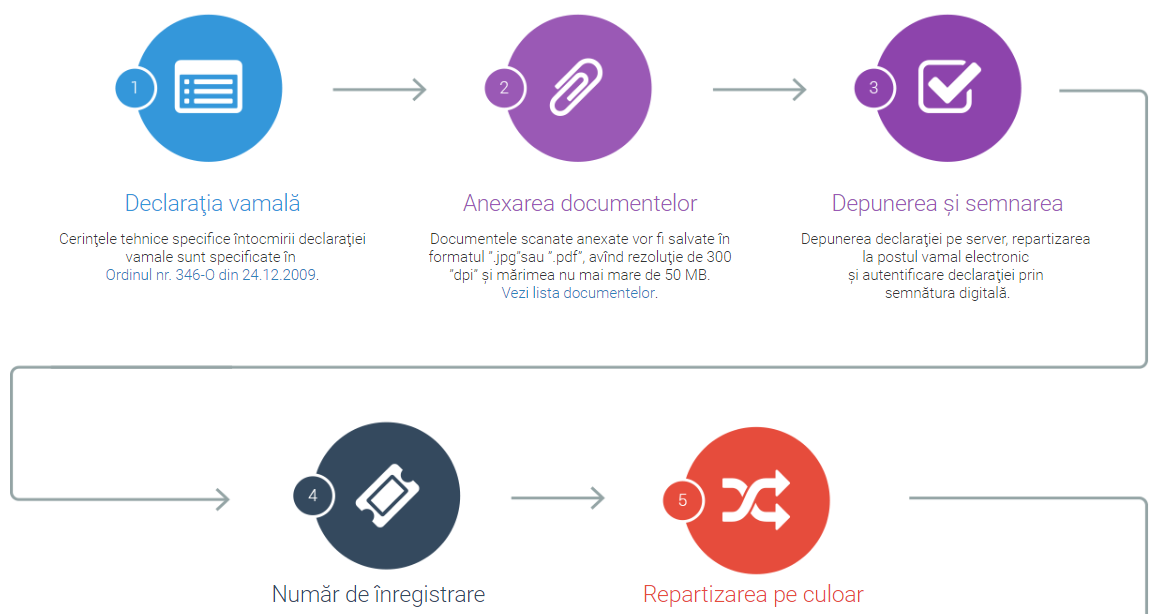 1
Declaraţia vamală
Cerinţele tehnice specifice întocmirii declaraţiei
vamale sunt specificate în
Ordinul nr. 346-O din 24.12.2009.
2
Anexarea documentelor
Documentele scanate anexate vor fi salvate în
formatul ”.jpg”sau ”.pdf”, avînd rezoluţie de 300
”dpi” și mărimea nu mai mare de 50 MB.
Vezi lista documentelor.
3
Depunerea și semnarea
Depunerea declaraţiei pe server, repartizarea
la postul vamal electronic
și autentificare declaraţiei prin
semnătura digitală.
4
Număr de înregistrare
5
Repartizarea pe culoar